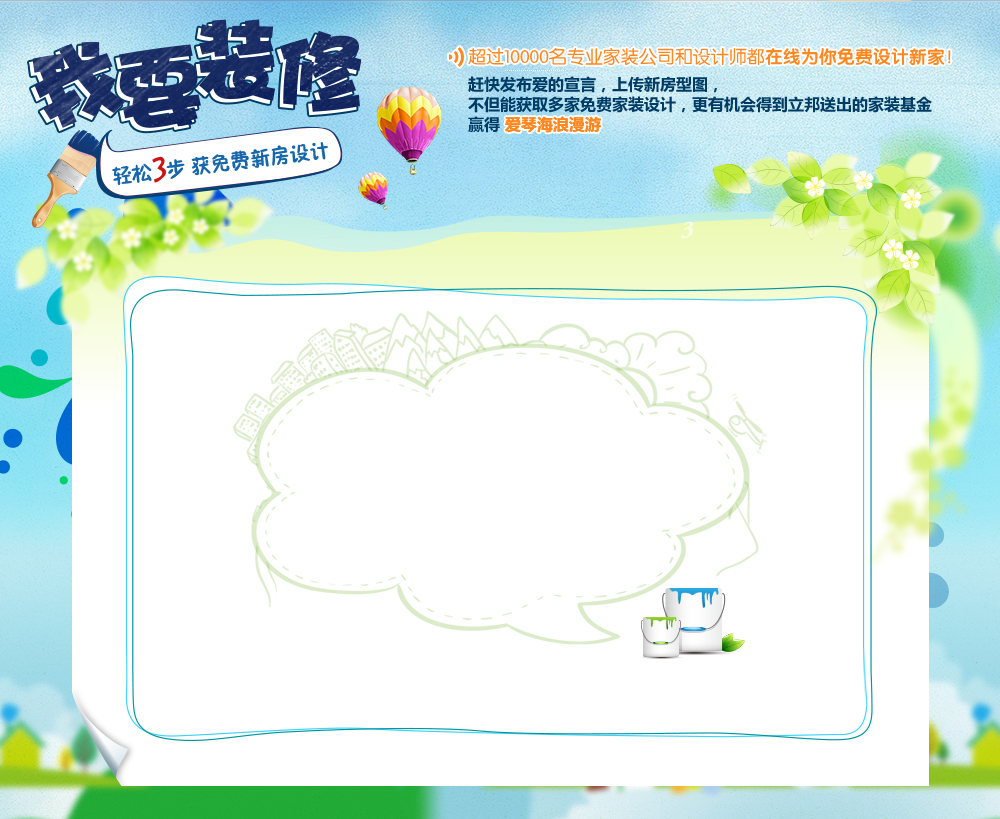 我要装修
轻松3步 获免费新房设计
超过10000名专业家装公司和设计师都在线为你免费设计新家！
赶快发布爱的宣言，上传新房型图，
不但能获取多家免费家装设计，更有机会得到立邦送出的家装基金
赢得 爱琴海浪漫游
3